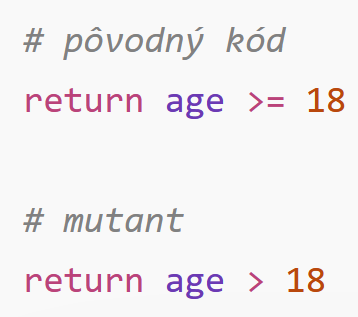 # pôvodný kód
return age >= 18
# mutant
return age > 18